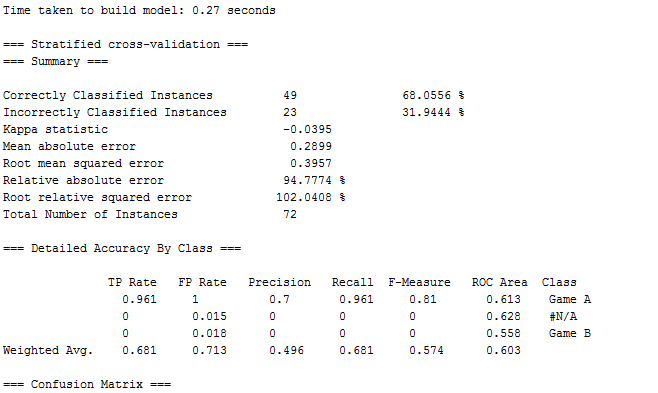 Time taken to build model: 0.27 seconds
=== Stratified cross-validation ===
=== Summary ===
Correctly Classified Instances 49 68.0556 %
Incorrectly Classified Instances 23 31.9444 %
Kappa statistic -0.0395
Mean absolute error 0.2899
Root mean squared error 0.3957
Relative absolute error 94.7774 %
Root relative squared error 102.0408 %
Total Number of Instances 72
=== Detailed Accuracy By Class ===
TP Rate FP Rate Precision Recall F-Measure ROC Area Class
0.961 1 0.7 0.961 0.81 0.613 Game A
0 0.015 0 0 0 0.628 #N/A
0 0.018 0 0 0 0.558 Game B
Weighted Avg. 0.681 0.713 0.496 0.681 0.574 0.603
=== Confusion Matrix ===